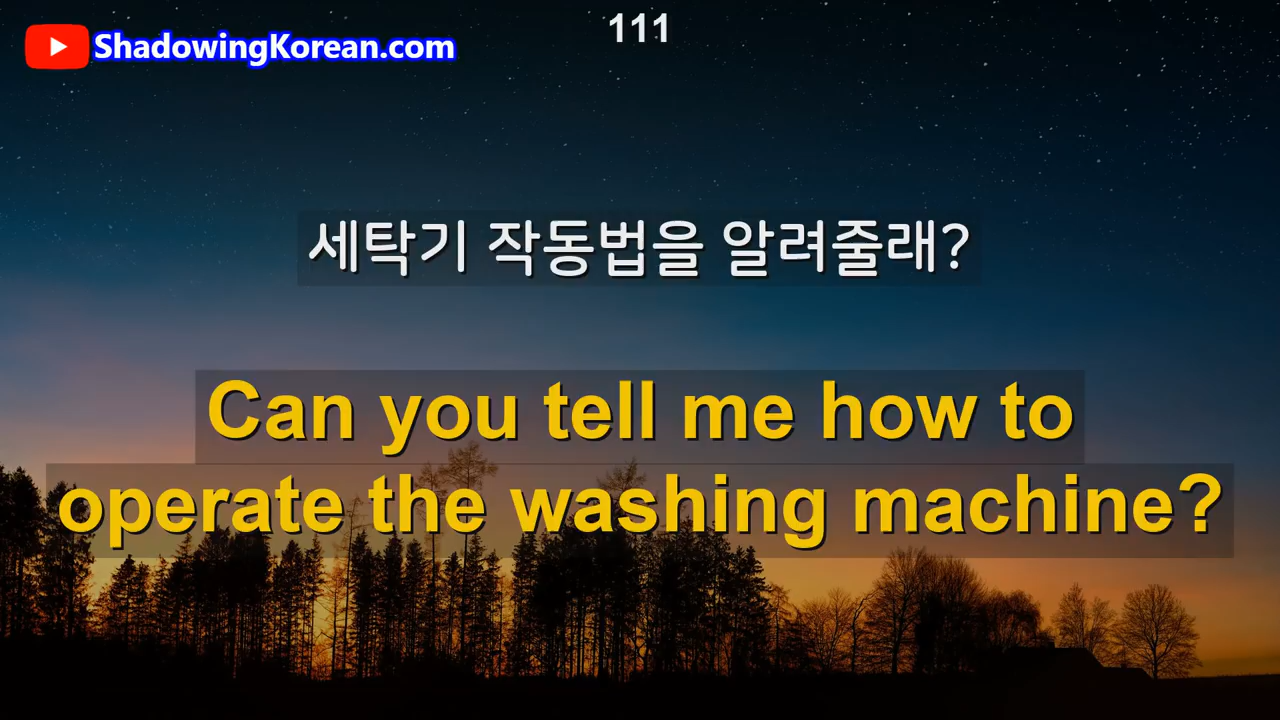 111
ShadowingKorean.com
세탁기 작동법을 알려줄래?
Can you tell me how to
operate the washing machine?